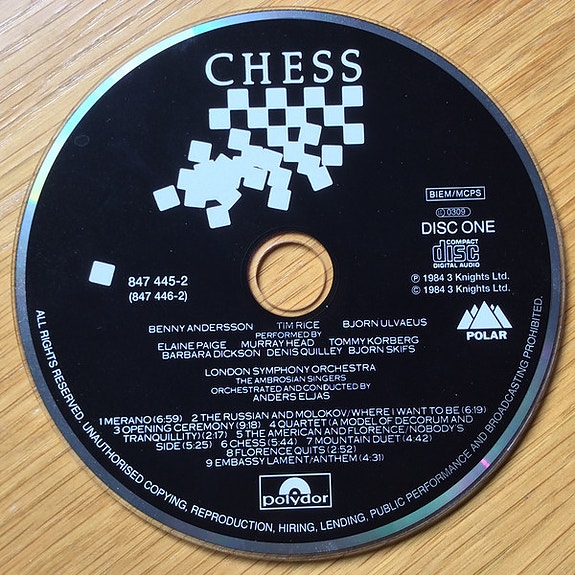 CHESS
BIEM/MCPS
0309
DISC ONE
COMPACT
disc
DIGITAL AUDIO
847 445-2
(847 446-2)
Ⓟ 1984 3 Knights Ltd.
© 1984 3 Knights Ltd.
POLAR
BENNY ANDERSSON TIM RICE BJORN ULVAEUS
PERFORMED BY
ELAINE PAIGE MURRAY HEAD TOMMY KORBERG
BARBARA DICKSON DENIS QUILLEY BJORN SKIFS
LONDON SYMPHONY ORCHESTRA
THE AMBROSIAN SINGERS
ORCHESTRATED AND CONDUCTED BY
ANDERS ELJAS
1 MERANO (6:59) 2 THE RUSSIAN AND MOLOKOV/WHERE I WANT TO BE (6:19)
3 OPENING CEREMONY (9:18) 4 QUARTET (A MODEL OF DECORUM AND
TRANQUILLITY) (2:17) 5 THE AMERICAN AND FLORENCE/NOBODY'S
SIDE (5:25) 6 CHESS (5:44) 7 MOUNTAIN DUET (4:42)
8 FLORENCE QUITS (2:52)
9 EMBASSY LAMENT/ANTHEM (4:31)
polydor
ALL RIGHTS RESERVED. UNAUTHORISED COPYING, REPRODUCTION, HIRING, LENDING, PUBLIC PERFORMANCE AND BROADCASTING PROHIBITED.